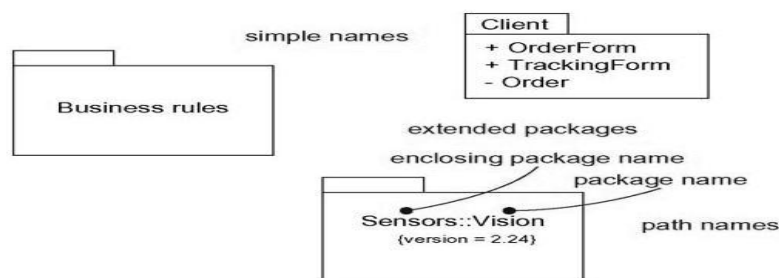 Client
simple names
+ OrderForm
+ TrackingForm
- Order
Business rules
extended packages
enclosing package name
package name
Sensors::Vision
path names
{version = 2.24}